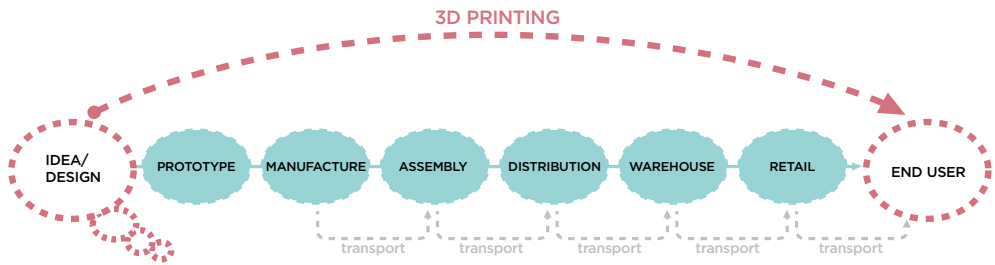 3D PRINTING
IDEA/
DESIGN
PROTOTYPE
MANUFACTURE
ASSEMBLY
DISTRIBUTION
WAREHOUSE
RETAIL
END USER
transport
transport
transport
transport
transport